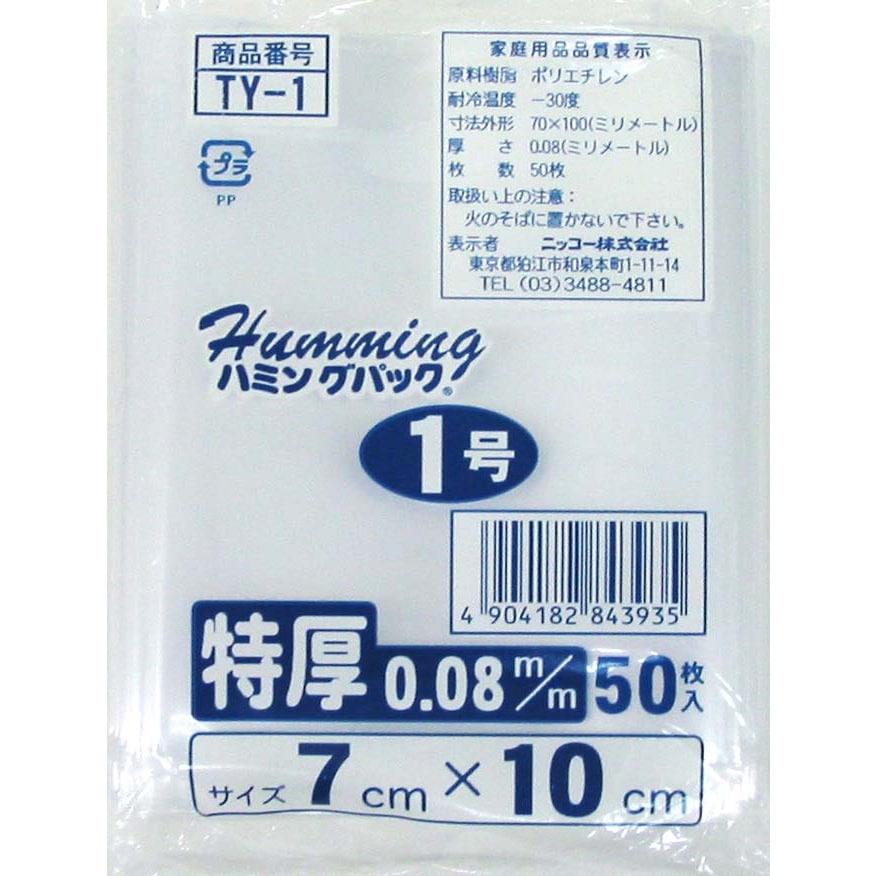 商品番号
TY-1
プラ
PP
家庭用品品質表示
原料樹脂 ポリエチレン
耐冷温度 -30度
寸法外形 70×100(ミリメートル)
厚 さ 0.08(ミリメートル)
枚 数 50枚
取扱い上の注意：
火のそばに置かないで下さい。
表示者 ニッコー株式会社
東京都狛江市和泉本町1-11-14
TEL (03) 3488-4811
Humming
ハミングパック®
1号
4 904182 843935
特厚 0.08 m/m 50枚入
サイズ 7cm×10cm